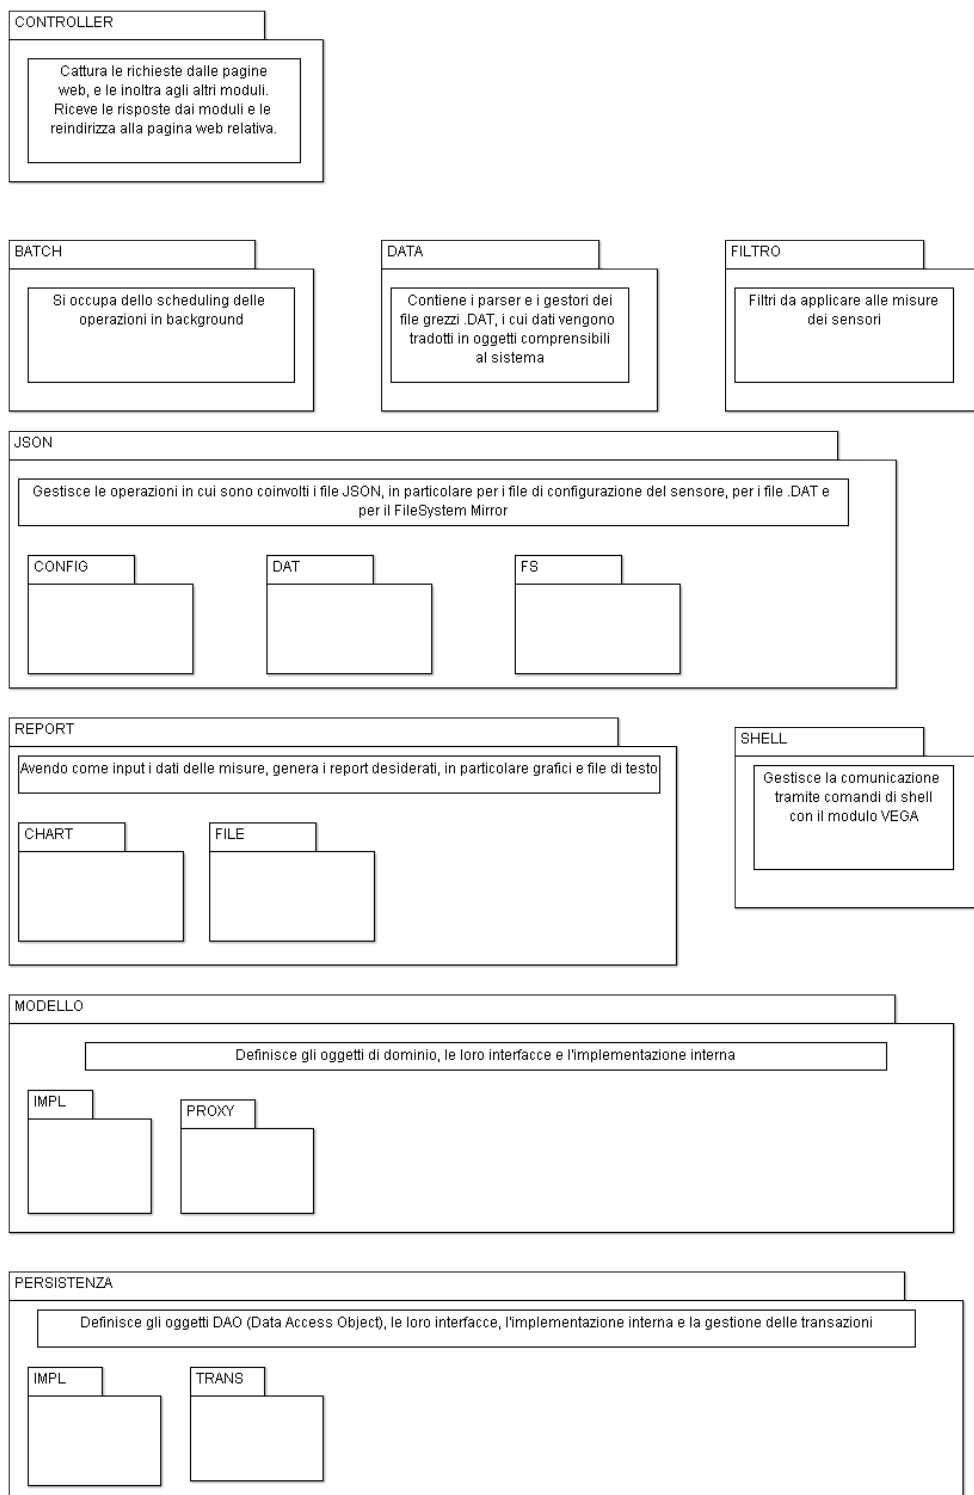 CONTROLLER
Cattura le richieste dalle pagine
web, e le inoltra agli altri moduli.
Riceve le risposte dai moduli e le
reindirizza alla pagina web relativa.
BATCH
Si occupa dello scheduling delle
operazioni in background
DATA
Contiene i parser e i gestori dei
file grezzi .DAT, i cui dati vengono
tradotti in oggetti comprensibili
al sistema
FILTRO
Filtri da applicare alle misure
dei sensori
JSON
Gestisce le operazioni in cui sono coinvolti i file JSON, in particolare per i file di configurazione del sensore, per i file .DAT e
per il FileSystem Mirror
CONFIG
DAT
FS
REPORT
Avendo come input i dati delle misure, genera i report desiderati, in particolare grafici e file di testo
CHART
FILE
SHELL
Gestisce la comunicazione
tramite comandi di shell
con il modulo VEGA
MODELLO
Definisce gli oggetti di dominio, le loro interfacce e l'implementazione interna
IMPL
PROXY
PERSISTENZA
Definisce gli oggetti DAO (Data Access Object), le loro interfacce, l'implementazione interna e la gestione delle transazioni
IMPL
TRANS